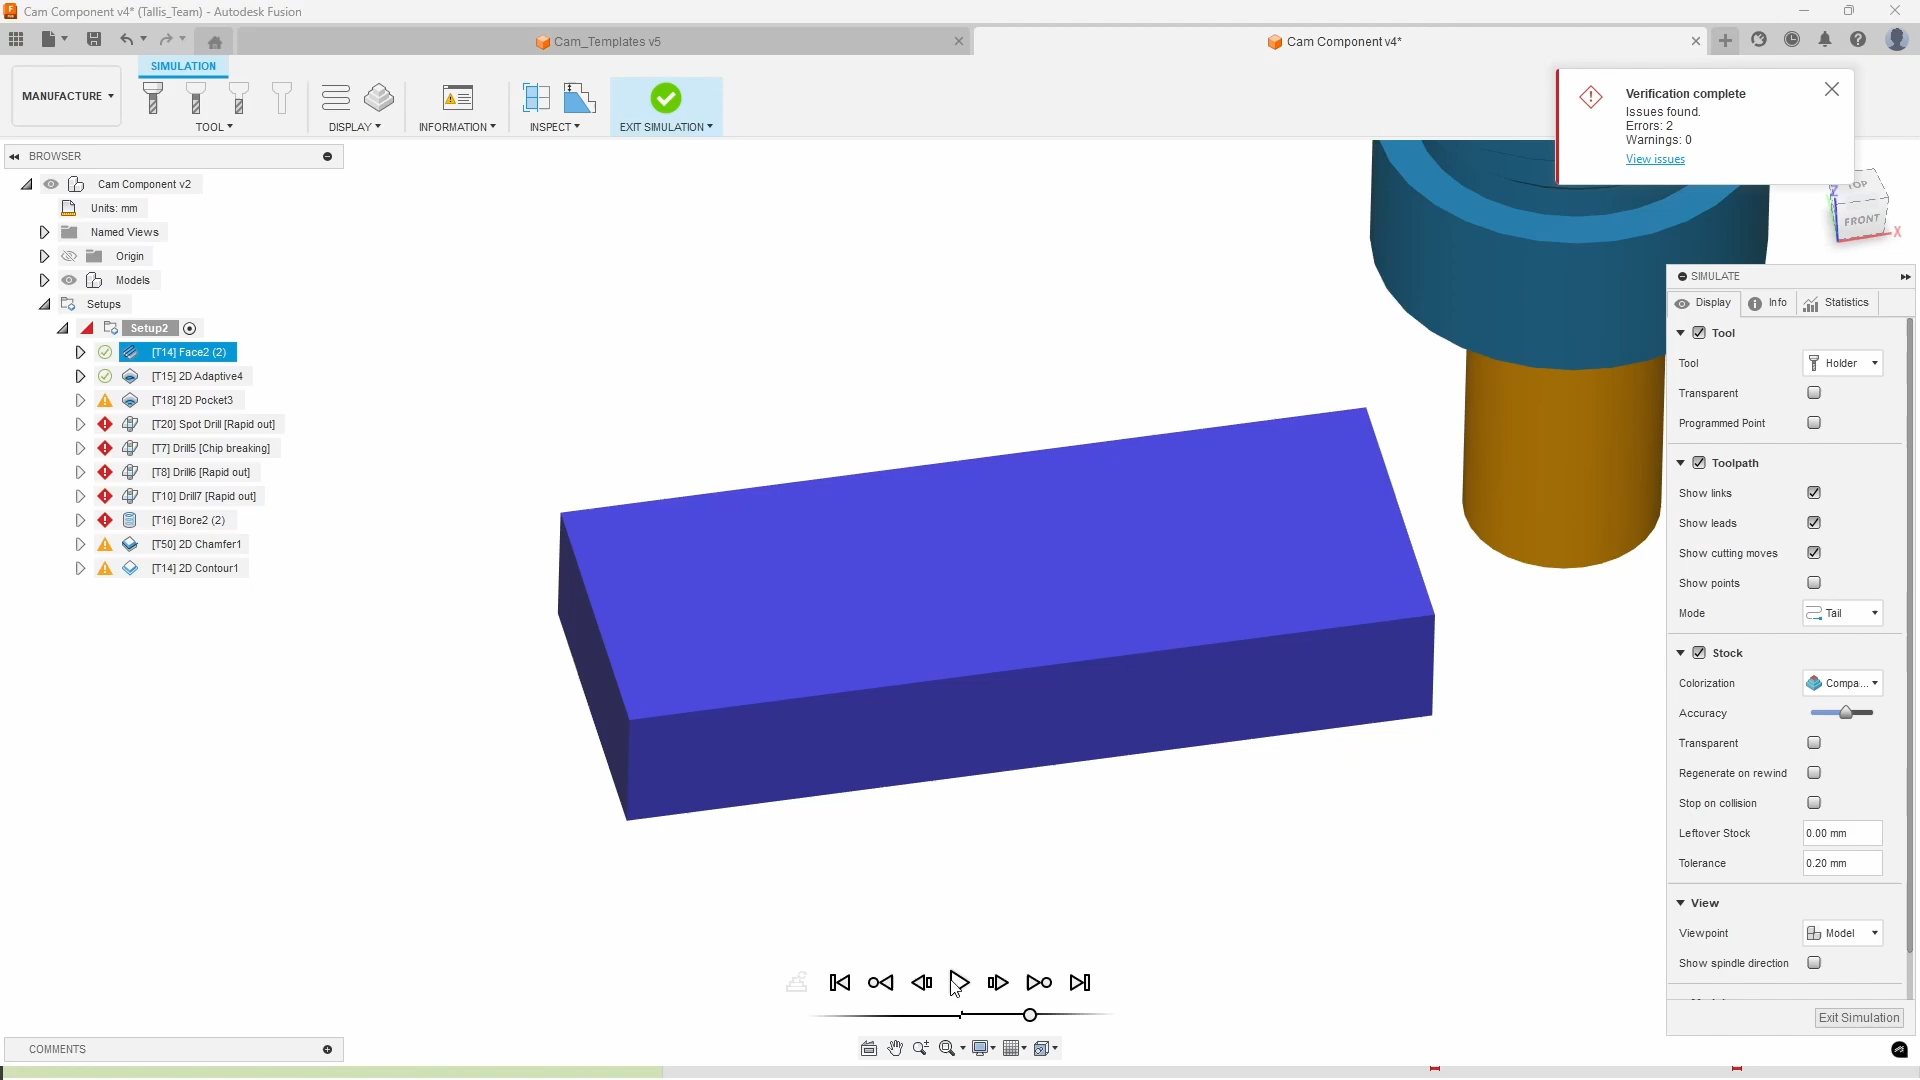 Cam Component v4* (Tallis_Team) - Autodesk Fusion
Cam_Templates v5
Cam Component v4*
SIMULATION
MANUFACTURE
TOOL
DISPLAY
INFORMATION
INSPECT
EXIT SIMULATION
Verification complete
Issues found.
Errors: 2
Warnings: 0
View issues
BROWSER
Cam Component v2
Units: mm
Named Views
Origin
Models
Setups
Setup2
[T14] Face2 (2)
[T15] 2D Adaptive4
[T18] 2D Pocket3
[T20] Spot Drill [Rapid out]
[T7] Drill5 [Chip breaking]
[T8] Drill6 [Rapid out]
[T10] Drill7 [Rapid out]
[T16] Bore2 (2)
[T50] 2D Chamfer1
[T14] 2D Contour1
TOP
FRONT
Z
X
SIMULATE
Display
Info
Statistics
Tool
Tool
Holder
Transparent
Programmed Point
Toolpath
Show links
Show leads
Show cutting moves
Show points
Mode
Tail
Stock
Colorization
Compa...
Accuracy
Transparent
Regenerate on rewind
Stop on collision
Leftover Stock
0.00 mm
Tolerance
0.20 mm
View
Viewpoint
Model
Show spindle direction
Exit Simulation
COMMENTS